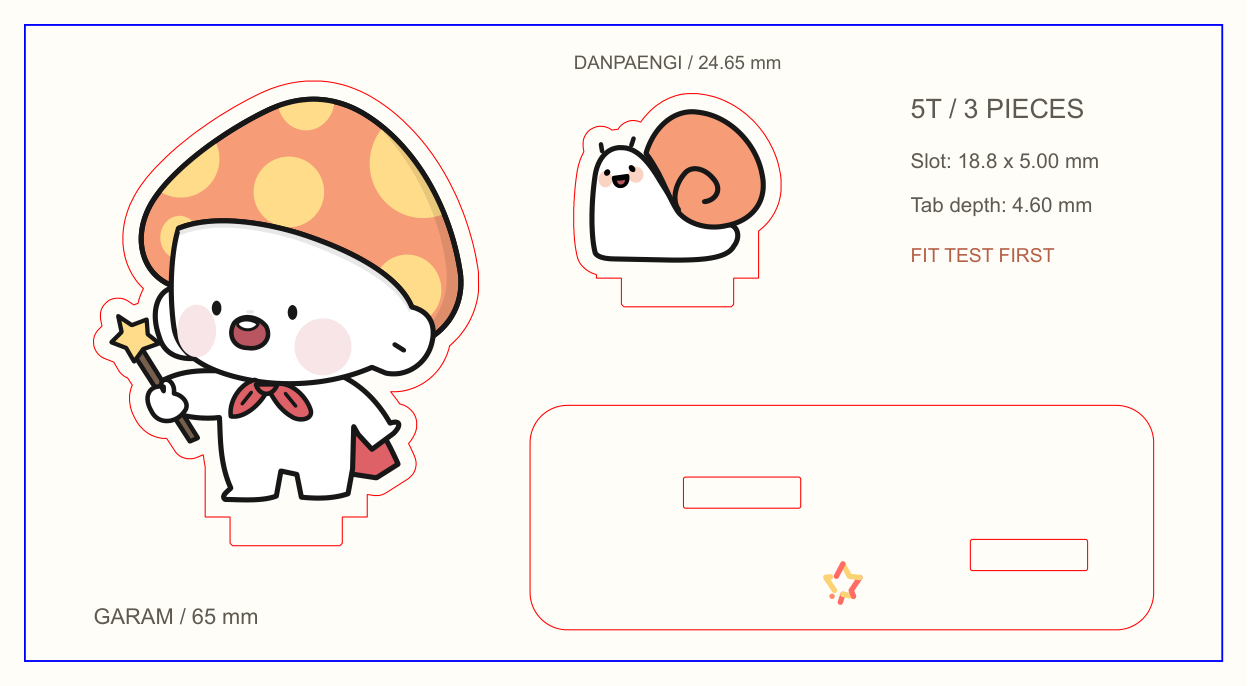 DANPAENGI / 24.65 mm
5T / 3 PIECES
Slot: 18.8 x 5.00 mm
Tab depth: 4.60 mm
FIT TEST FIRST
GARAM / 65 mm